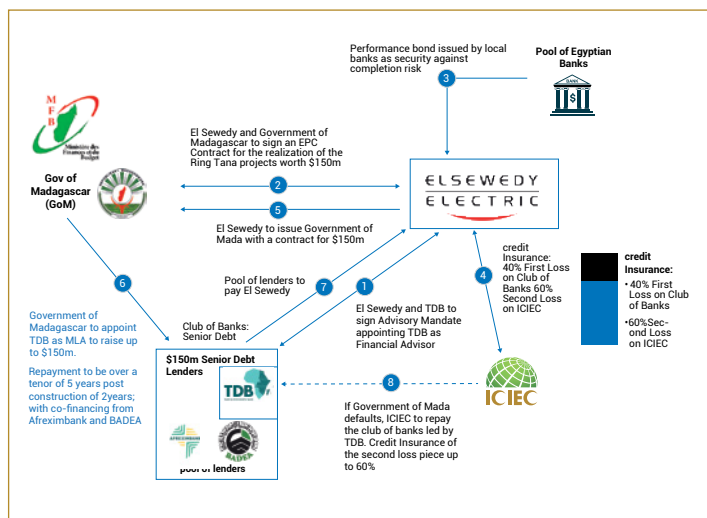 Performance bond issued by local
banks as security against
completion risk
Pool of Egyptian
Banks
3
BANK
$
MFB
Ministère des
Finances et du
Budget
El Sewedy and Government of
Madagascar to sign an EPC
Contract for the realization of the
Ring Tana projects worth $150m
Gov of
Madagascar
(GoM)
2
5
ELSEWEDY
ELECTRIC
El Sewedy to issue Government of
Mada with a contract for $150m
6
Pool of lenders to
pay El Sewedy
7
1
4
credit
Insurance:
40% First Loss
on Club of
Banks 60%
Second Loss
on ICIEC
credit
Insurance:
• 40% First
Loss on Club
of Banks
•60%Sec-
ond Loss
on ICIEC
Government of
Madagascar to appoint
TDB as MLA to raise up
to $150m.
Repayment to be over a
tenor of 5 years post
construction of 2years;
with co-financing from
Afreximbank and BADEA
Club of Banks:
Senior Debt
El Sewedy and TDB to
sign Advisory Mandate
appointing TDB as
Financial Advisor
$150m Senior Debt
Lenders
TDB
AFREXIMBANK
BADEA
pool of lenders
8
ICIEC
If Government of Mada
defaults, ICIEC to repay
the club of banks led by
TDB. Credit Insurance of
the second loss piece up
to 60%